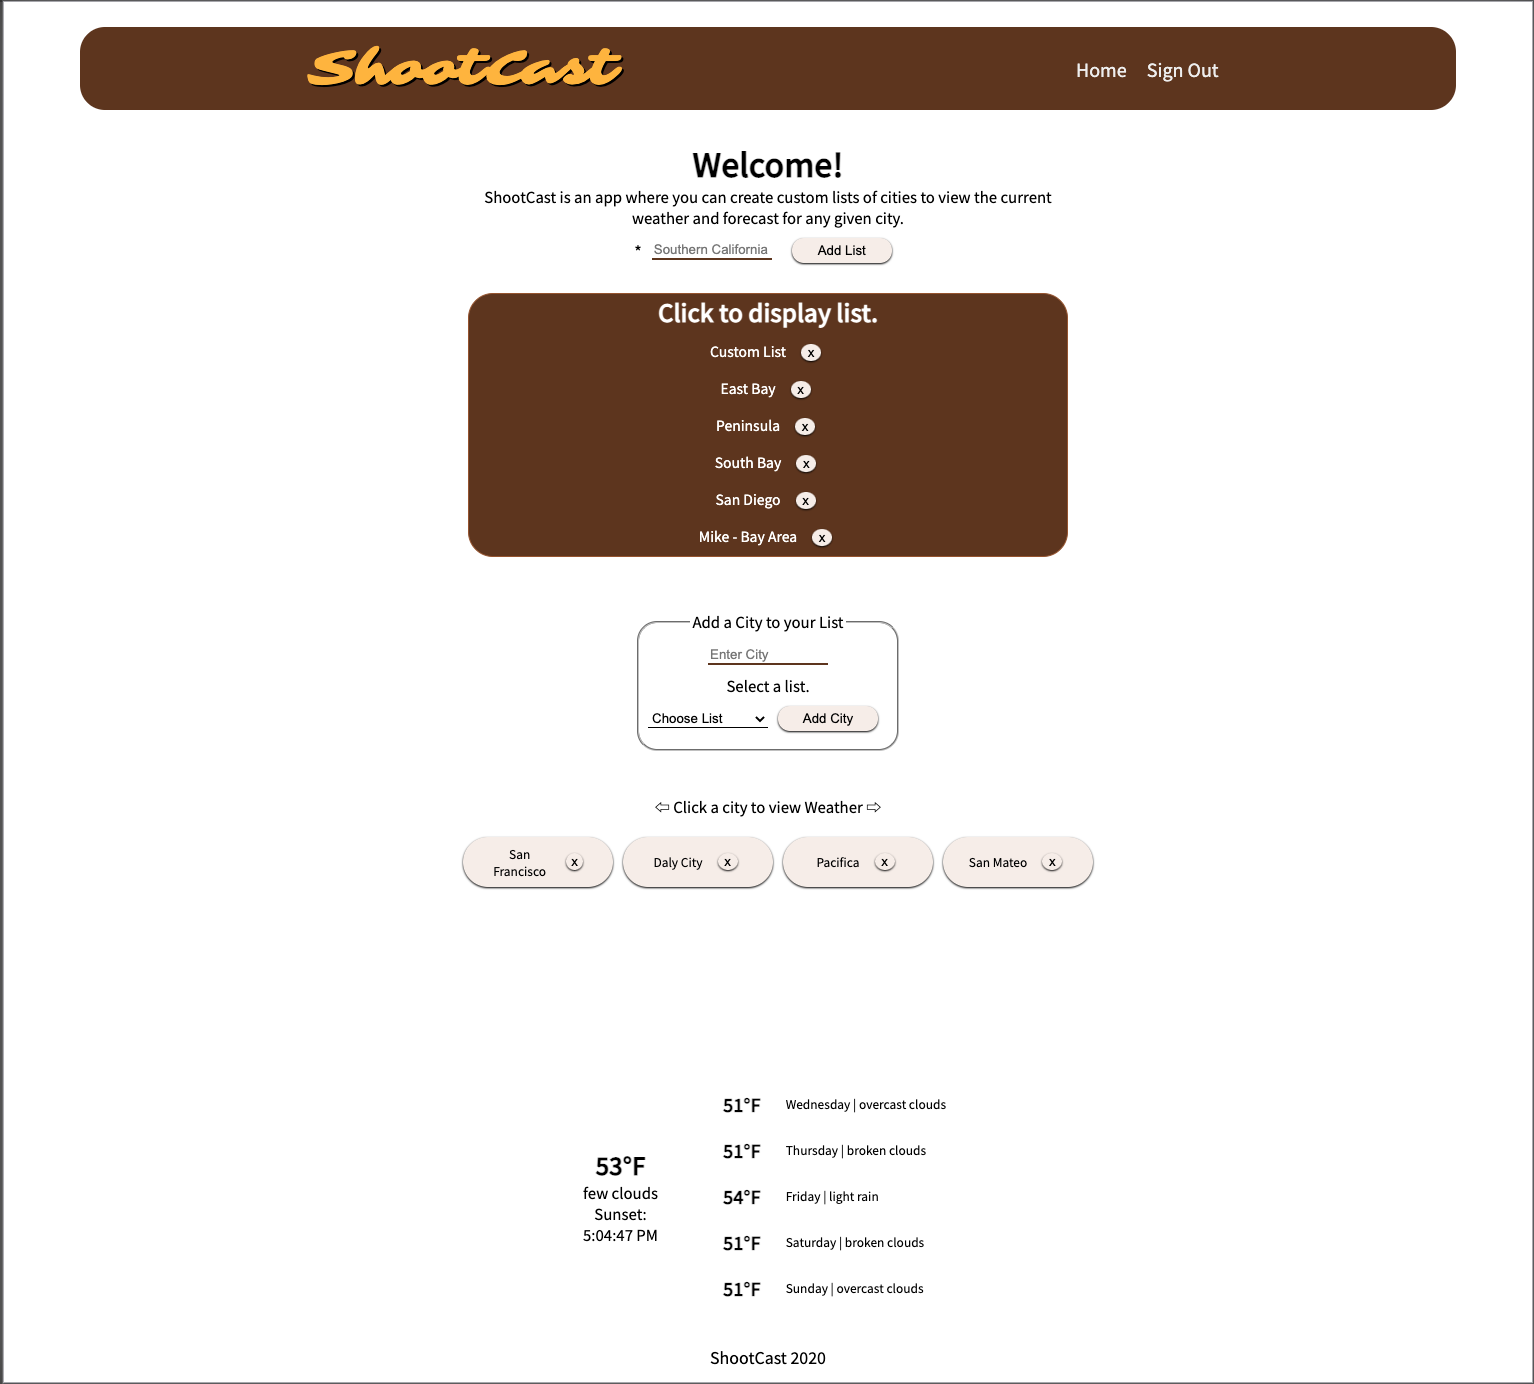 ShootCast
Home Sign Out
Welcome!
ShootCast is an app where you can create custom lists of cities to view the current
weather and forecast for any given city.
* Southern California Add List
Click to display list.
Custom List x
East Bay x
Peninsula x
South Bay x
San Diego x
Mike - Bay Area x
Add a City to your List
Enter City
Select a list.
Choose List Add City
⇦ Click a city to view Weather ⇨
San
Francisco x
Daly City x
Pacifica x
San Mateo x
53°F
few clouds
Sunset:
5:04:47 PM
51°F Wednesday | overcast clouds
51°F Thursday | broken clouds
54°F Friday | light rain
51°F Saturday | broken clouds
51°F Sunday | overcast clouds
ShootCast 2020